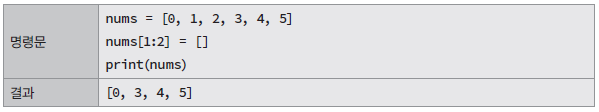 명령문
nums = [0, 1, 2, 3, 4, 5]
nums[1:2] = []
print(nums)
결과
[0, 3, 4, 5]